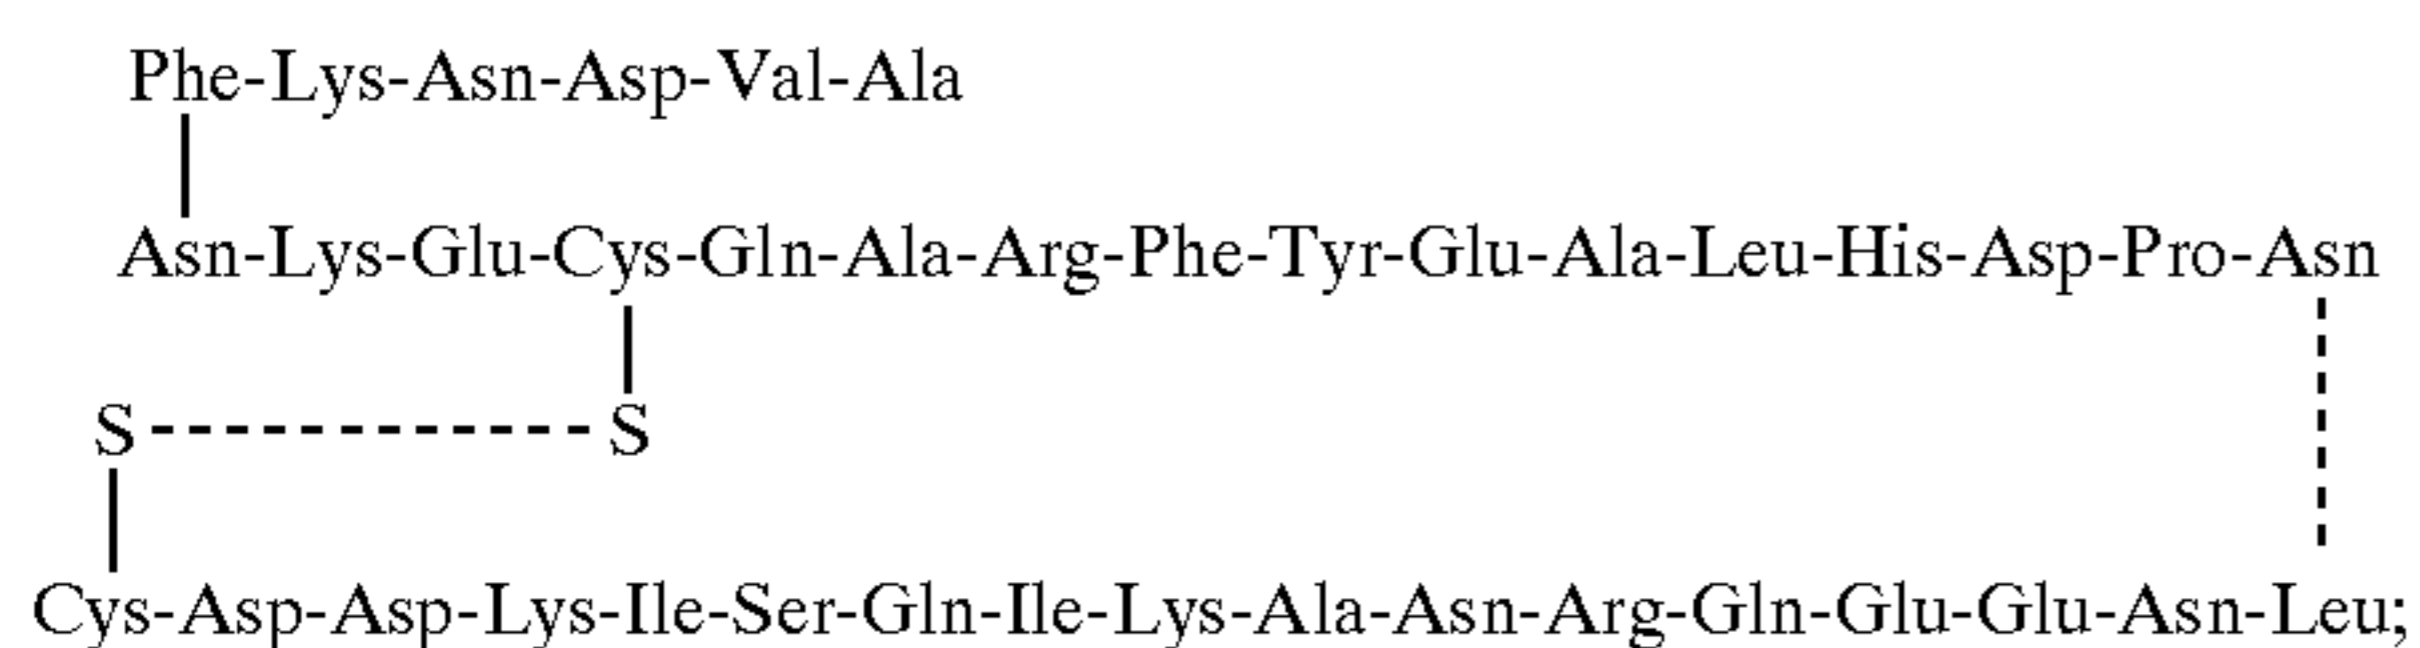 Phe-Lys-Asn-Asp-Val-Ala
Asn-Lys-Glu-Cys-Gln-Ala-Arg-Phe-Tyr-Glu-Ala-Leu-His-Asp-Pro-Asn
S S
Cys-Asp-Asp-Lys-Ile-Ser-Gln-Ile-Lys-Ala-Asn-Arg-Gln-Glu-Glu-Asn-Leu;